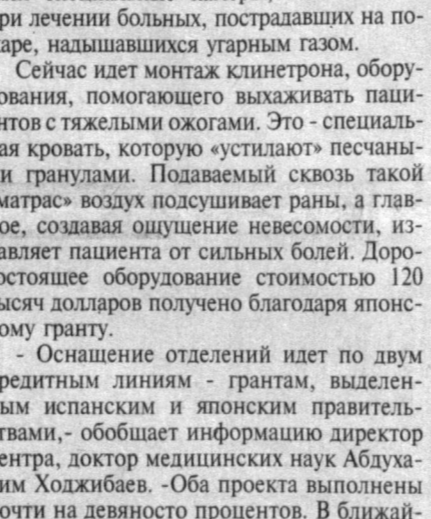 ри лечении больных, пострадавших на по-
аре, надышавшихся угарным газом.
Сейчас идет монтаж клинетрона, обору-
ования, помогающего выхаживать паци-
нтов с тяжелыми ожогами. Это - специаль-
ая кровать, которую «устилают» песчаны-
и гранулами. Подаваемый сквозь такой
матрас» воздух подсушивает раны, а глав-
ое, создавая ощущение невесомости, из-
авляет пациента от сильных болей. Доро-
остоящее оборудование стоимостью 120
ысяч долларов получено благодаря японс-
ому гранту.
- Оснащение отделений идет по двум
редитным линиям - грантам, выделен-
ым испанским и японским правитель-
твами,- обобщает информацию директор
ентра, доктор медицинских наук Абдуха-
им Ходжибаев. -Оба проекта выполнены
очти на девяносто процентов. В ближай-